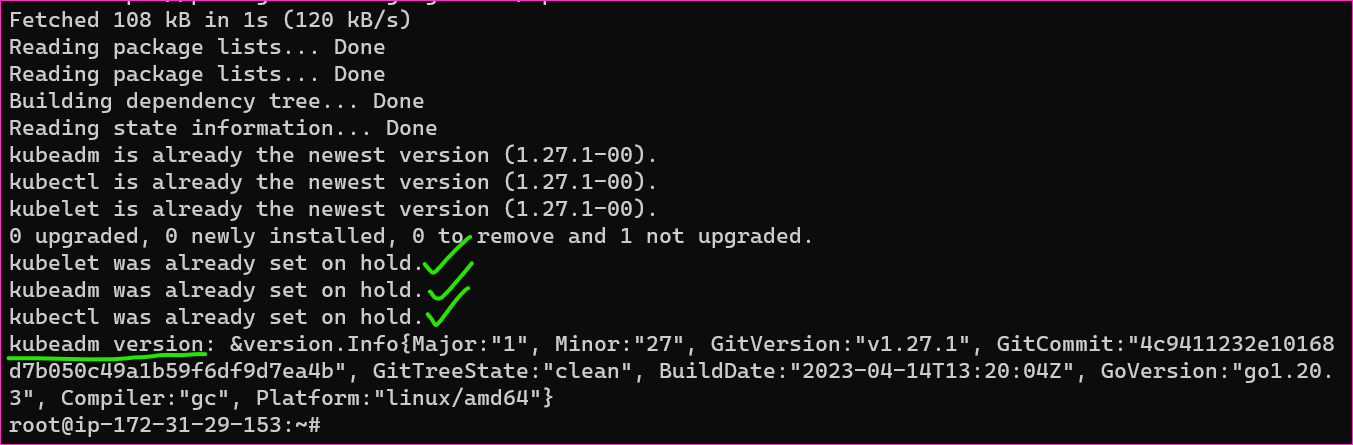 Fetched 108 kB in 1s (120 kB/s)
Reading package lists... Done
Reading package lists... Done
Building dependency tree... Done
Reading state information... Done
kubeadm is already the newest version (1.27.1-00).
kubectl is already the newest version (1.27.1-00).
kubelet is already the newest version (1.27.1-00).
0 upgraded, 0 newly installed, 0 to remove and 1 not upgraded.
kubelet was already set on hold.
kubeadm was already set on hold.
kubectl was already set on hold.
kubeadm version: &version.Info{Major:"1", Minor:"27", GitVersion:"v1.27.1", GitCommit:"4c9411232e10168
d7b050c49a1b59f6df9d7ea4b", GitTreeState:"clean", BuildDate:"2023-04-14T13:20:04Z", GoVersion:"go1.20.
3", Compiler:"gc", Platform:"linux/amd64"}
root@ip-172-31-29-153:~#